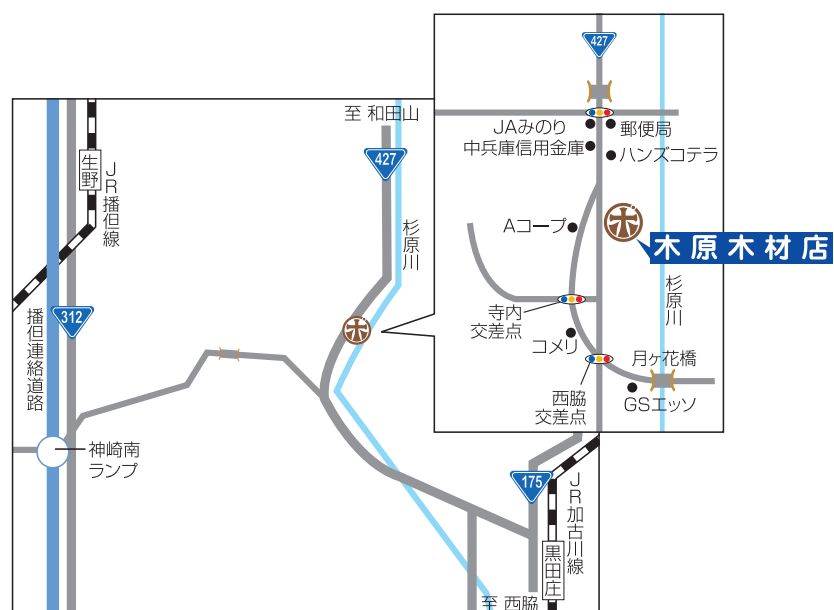 427
JAみのり
郵便局
中兵庫信用金庫
ハンズコテラ
Aコープ
木原木材店
杉原川
寺内
交差点
コメリ
月ヶ花橋
西脇
交差点
GSエッソ
至 和田山
427
生野
JR播但線
杉原川
312
播但連絡道路
神崎南
ランプ
175
JR加古川線
黒田庄
至 西脇